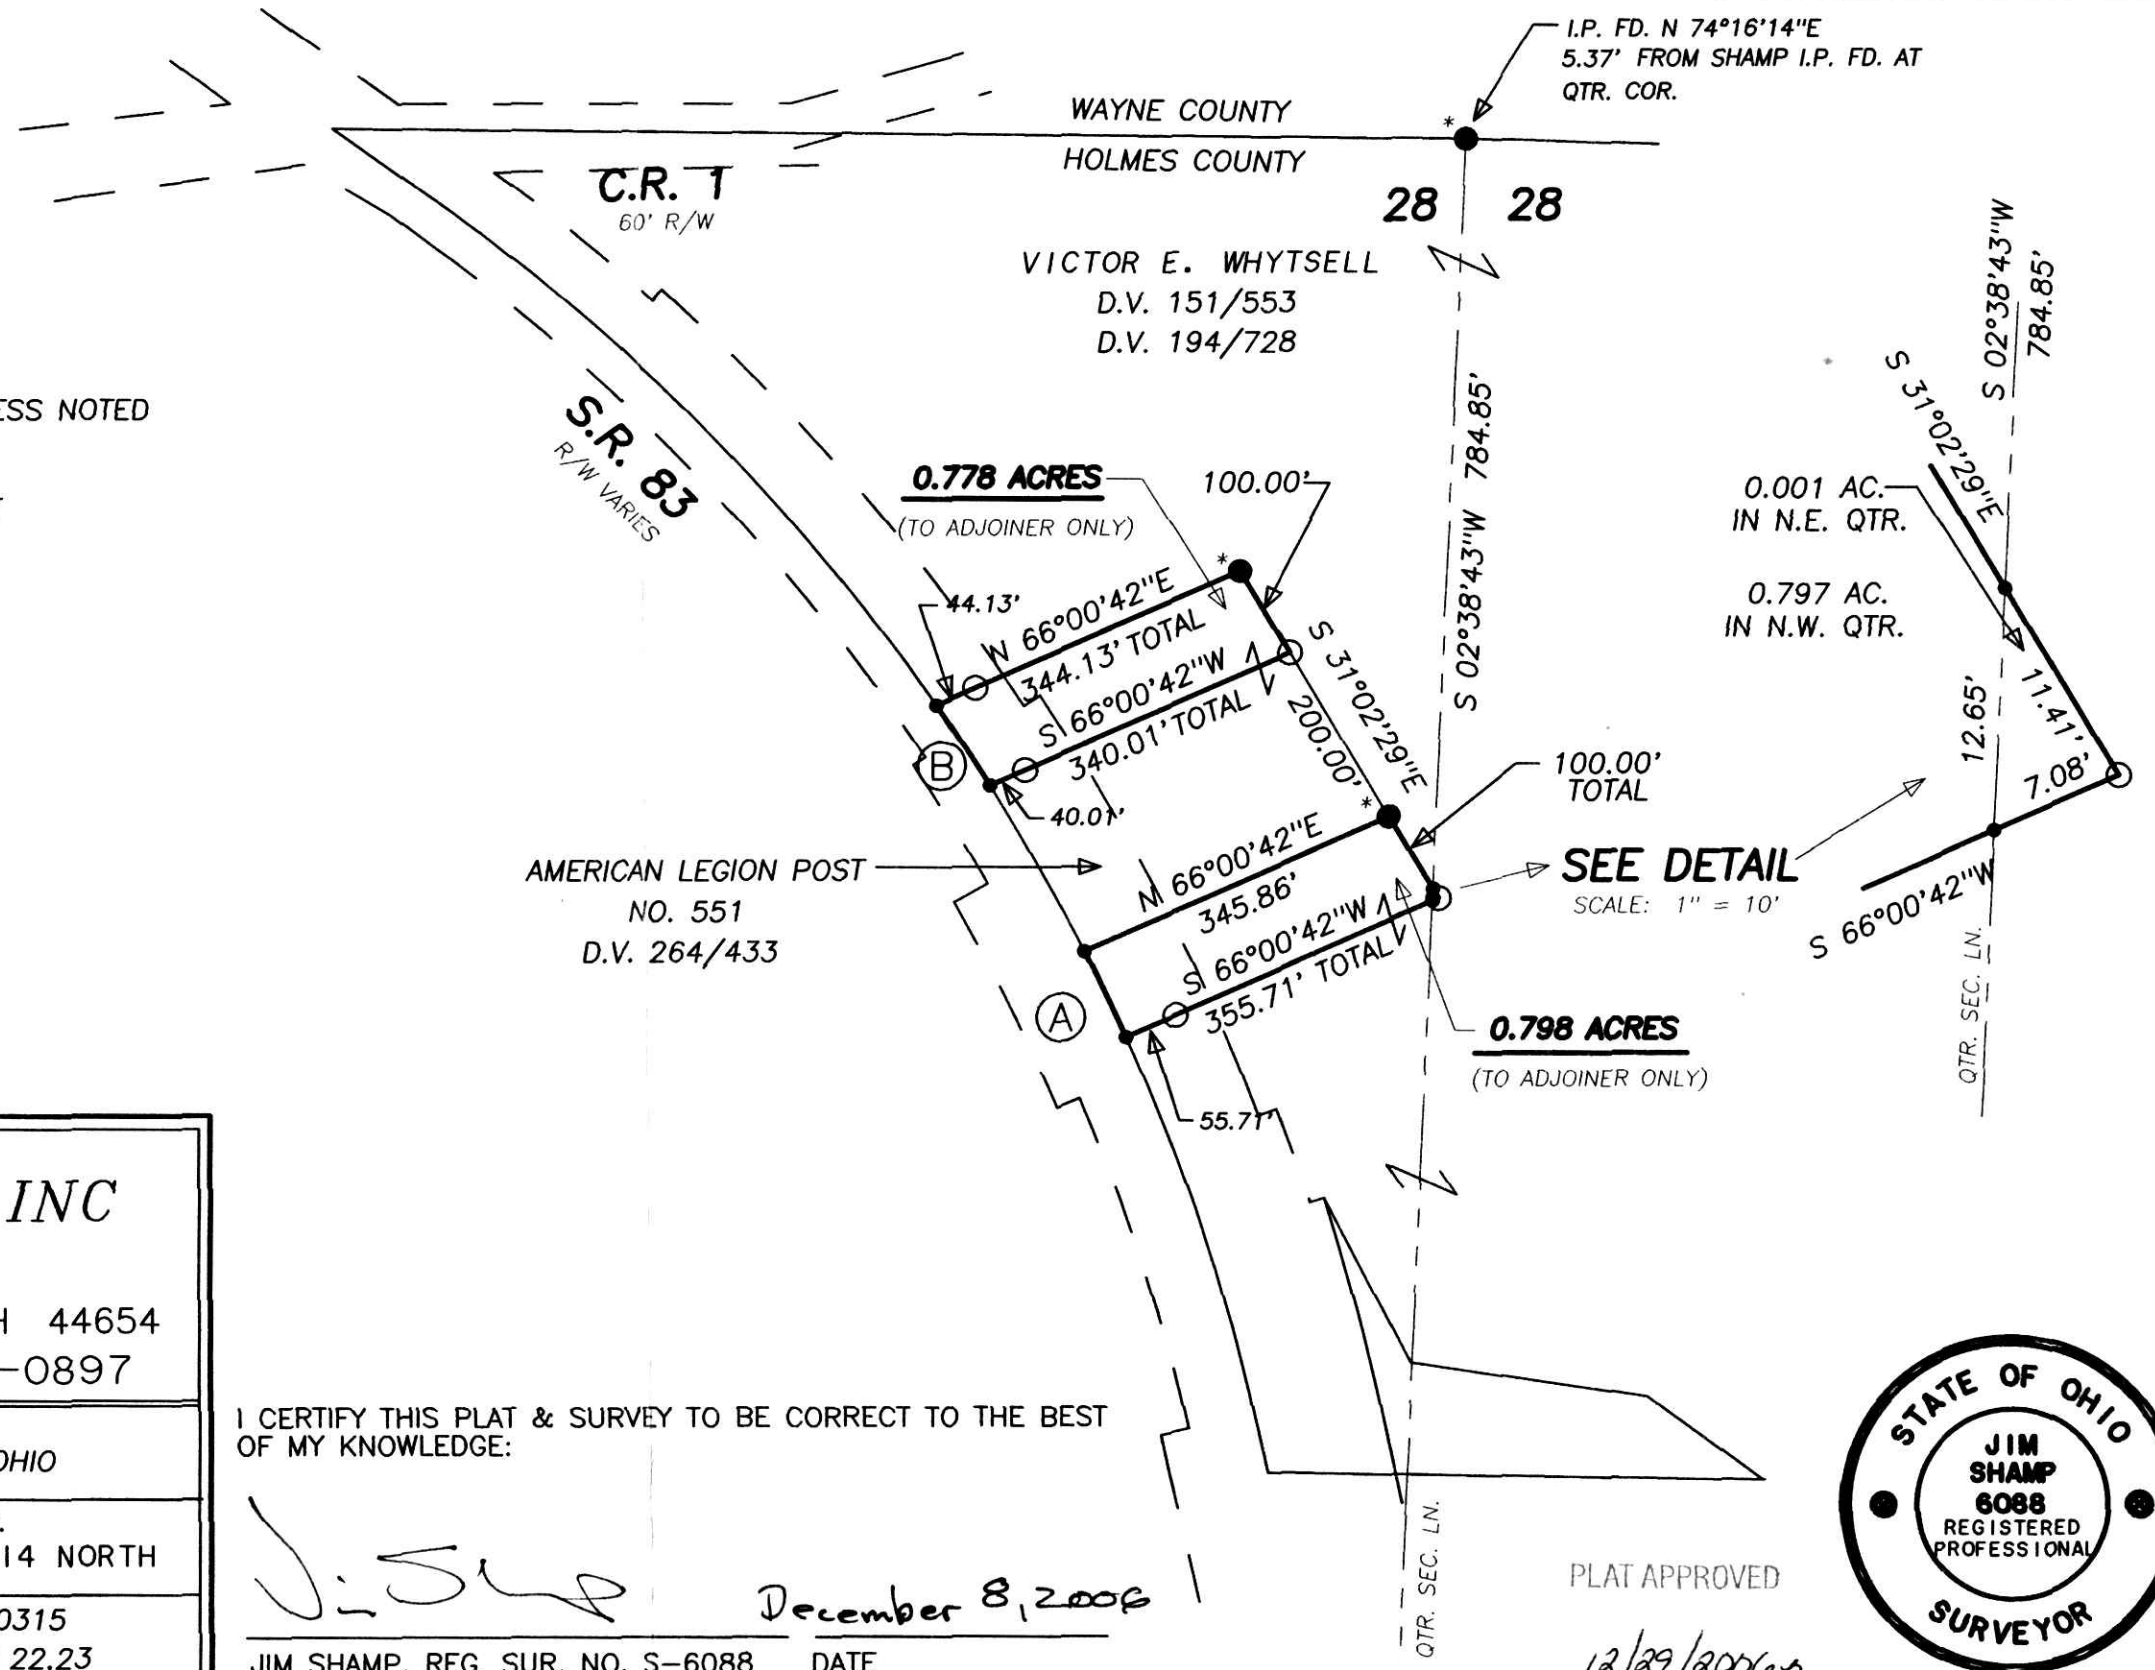 I.P. FD. N 74°16'14"E
5.37' FROM SHAMP I.P. FD. AT
QTR. COR.
*
WAYNE COUNTY
HOLMES COUNTY
28
28
C.R. 1
60' R/W
VICTOR E. WHYTSELL
D.V. 151/553
D.V. 194/728
ESS NOTED
S.R. 83
R/W VARIES
S 02°38'43"W 784.85'
S 02°38'43"W
784.85'
S 31°02'29"E
0.001 AC.
IN N.E. QTR.
0.797 AC.
IN N.W. QTR.
12.65'
11.41'
7.08'
S 66°00'42"W
QTR. SEC. LN.
0.778 ACRES
(TO ADJOINER ONLY)
100.00'
*
44.13'
N 66°00'42"E
344.13' TOTAL
S 66°00'42"W
340.01' TOTAL
S 31°02'29"E
200.00'
B
40.01'
100.00'
TOTAL
*
SEE DETAIL
SCALE: 1" = 10'
AMERICAN LEGION POST
NO. 551
D.V. 264/433
N 66°00'42"E
345.86'
S 66°00'42"W
355.71' TOTAL
A
55.71'
0.798 ACRES
(TO ADJOINER ONLY)
INC
H 44654
-0897
OHIO
14 NORTH
0315
22.23
I CERTIFY THIS PLAT & SURVEY TO BE CORRECT TO THE BEST
OF MY KNOWLEDGE:
Jim Shamp
December 8, 2006
JIM SHAMP, REG. SUR. NO. S-6088
DATE
QTR. SEC. LN.
PLAT APPROVED
12/29/2006
STATE OF OHIO
JIM
SHAMP
6088
REGISTERED
PROFESSIONAL
SURVEYOR